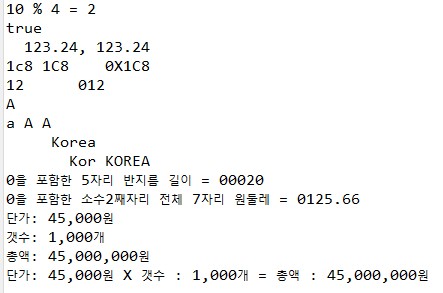 10 % 4 = 2
true
  123.24, 123.24
1c8 1C8    0X1C8
12      012
A
a A A
     Korea
       Kor KOREA
0을 포함한 5자리 반지름 길이 = 00020
0을 포함한 소수2째자리 전체 7자리 원둘레 = 0125.66
단가: 45,000원
갯수: 1,000개
총액: 45,000,000원
단가: 45,000원 X 갯수 : 1,000개 = 총액 : 45,000,000원